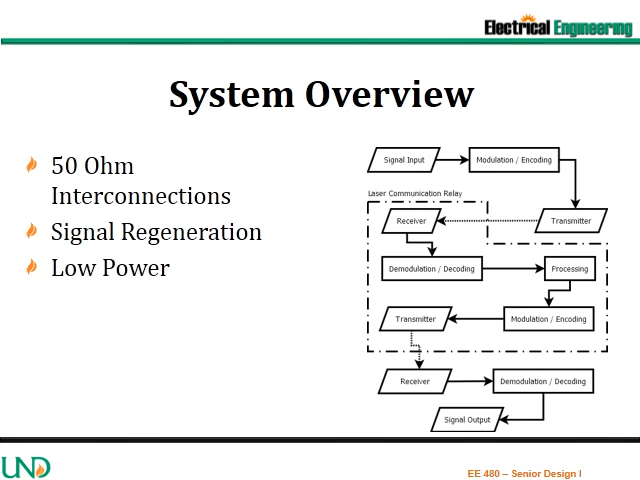 Electrical Engineering
System Overview
50 Ohm
Interconnections
Signal Regeneration
Low Power
Signal Input
Modulation / Encoding
Laser Communication Relay
Receiver
Transmitter
Demodulation / Decoding
Processing
Transmitter
Modulation / Encoding
Receiver
Demodulation / Decoding
Signal Output
UND
EE 480 – Senior Design I